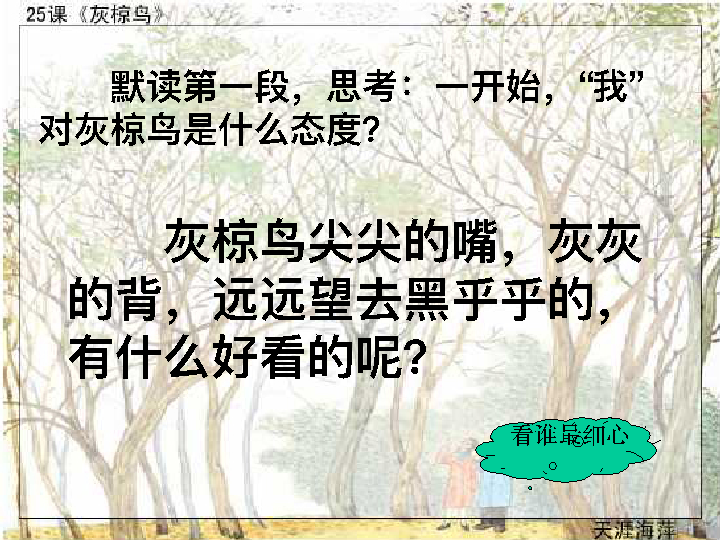 25课《灰椋鸟》
默读第一段，思考：一开始，“我”
对灰椋鸟是什么态度？
灰椋鸟尖尖的嘴，灰灰
的背，远远望去黑乎乎的，
有什么好看的呢？
看谁最细心
。
天涯海萍